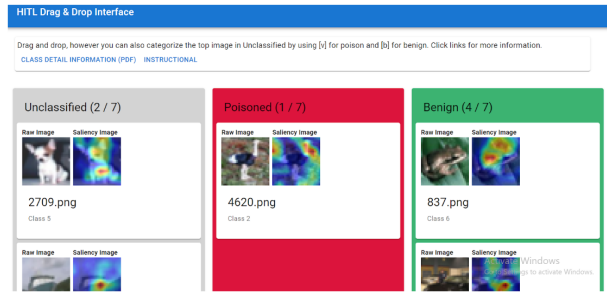 HITL Drag & Drop Interface
Drag and drop, however you can also categorize the top image in Unclassified by using [v] for poison and [b] for benign. Click links for more information.
CLASS DETAIL INFORMATION (PDF) INSTRUCTIONAL
Unclassified (2 / 7)
Raw Image Saliency Image
2709.png
Class 5
Raw Image Saliency Image
Poisoned (1 / 7)
Raw Image Saliency Image
4620.png
Class 2
Benign (4 / 7)
Raw Image Saliency Image
837.png
Class 6
Raw Image Saliency Image
Activate Windows
to activate Windows.